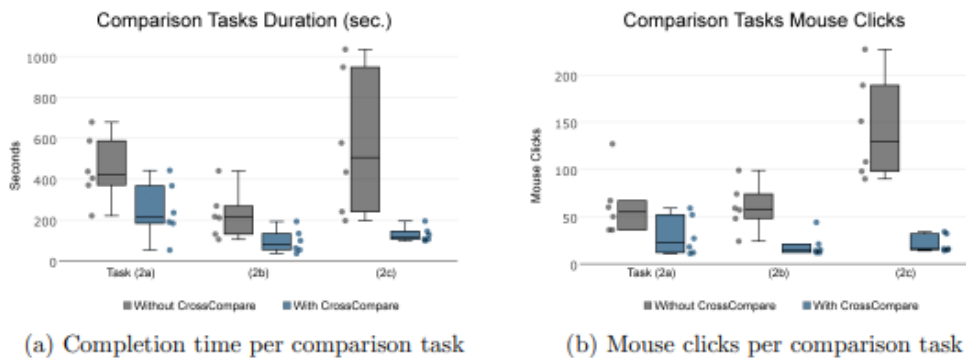 Comparison Tasks Duration (sec.)
1000
800
600
400
200
0
Seconds
Task (2a)
(2b)
(2c)
Without CrossCompare
With CrossCompare
(a) Completion time per comparison task
Comparison Tasks Mouse Clicks
200
150
100
50
0
Mouse Clicks
Task (2a)
(2b)
(2c)
Without CrossCompare
With CrossCompare
(b) Mouse clicks per comparison task